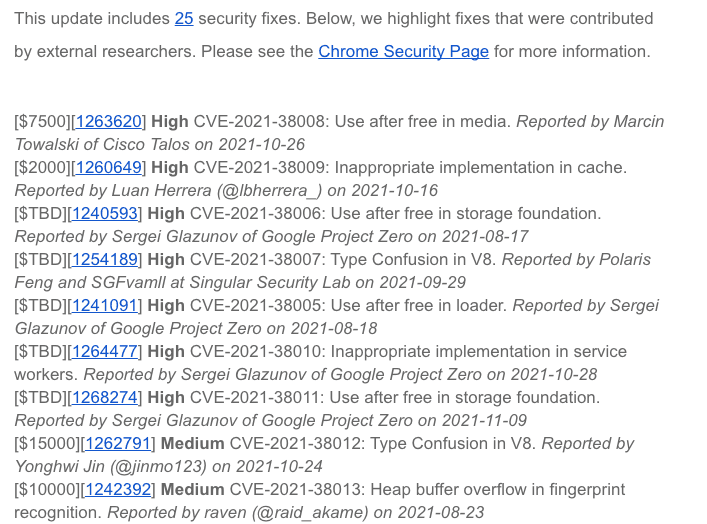 This update includes 25 security fixes. Below, we highlight fixes that were contributed
by external researchers. Please see the Chrome Security Page for more information.
[$7500][1263620] High CVE-2021-38008: Use after free in media. Reported by Marcin
Towalski of Cisco Talos on 2021-10-26
[$2000][1260649] High CVE-2021-38009: Inappropriate implementation in cache.
Reported by Luan Herrera (@lbherrera_) on 2021-10-16
[$TBD][1240593] High CVE-2021-38006: Use after free in storage foundation.
Reported by Sergei Glazunov of Google Project Zero on 2021-08-17
[$TBD][1254189] High CVE-2021-38007: Type Confusion in V8. Reported by Polaris
Feng and SGFvamll at Singular Security Lab on 2021-09-29
[$TBD][1241091] High CVE-2021-38005: Use after free in loader. Reported by Sergei
Glazunov of Google Project Zero on 2021-08-18
[$TBD][1264477] High CVE-2021-38010: Inappropriate implementation in service
workers. Reported by Sergei Glazunov of Google Project Zero on 2021-10-28
[$TBD][1268274] High CVE-2021-38011: Use after free in storage foundation.
Reported by Sergei Glazunov of Google Project Zero on 2021-11-09
[$15000][1262791] Medium CVE-2021-38012: Type Confusion in V8. Reported by
Yonghwi Jin (@jinmo123) on 2021-10-24
[$10000][1242392] Medium CVE-2021-38013: Heap buffer overflow in fingerprint
recognition. Reported by raven (@raid_akame) on 2021-08-23